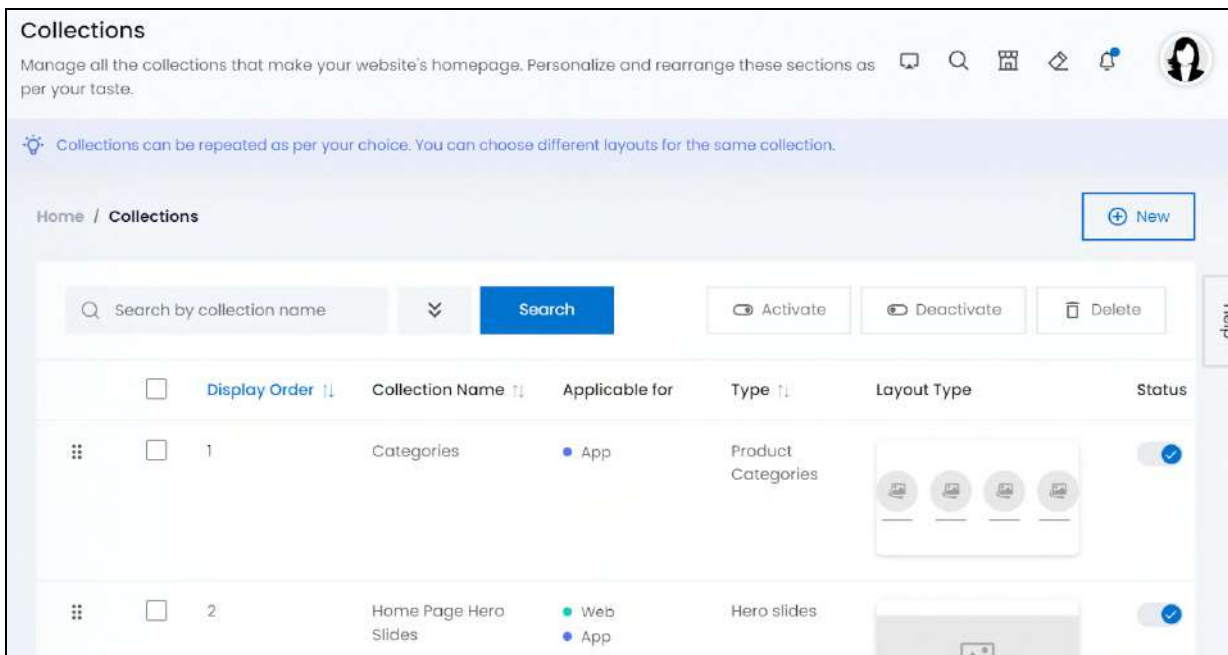 Collections
Manage all the collections that make your website's homepage. Personalize and rearrange these sections as
per your taste.
Collections can be repeated as per your choice. You can choose different layouts for the same collection.
Home / Collections
New
Search by collection name
Search
Activate
Deactivate
Delete
Help
Display Order
Collection Name
Applicable for
Type
Layout Type
Status
1
Categories
App
Product
Categories
2
Home Page Hero
Slides
Web
App
Hero slides